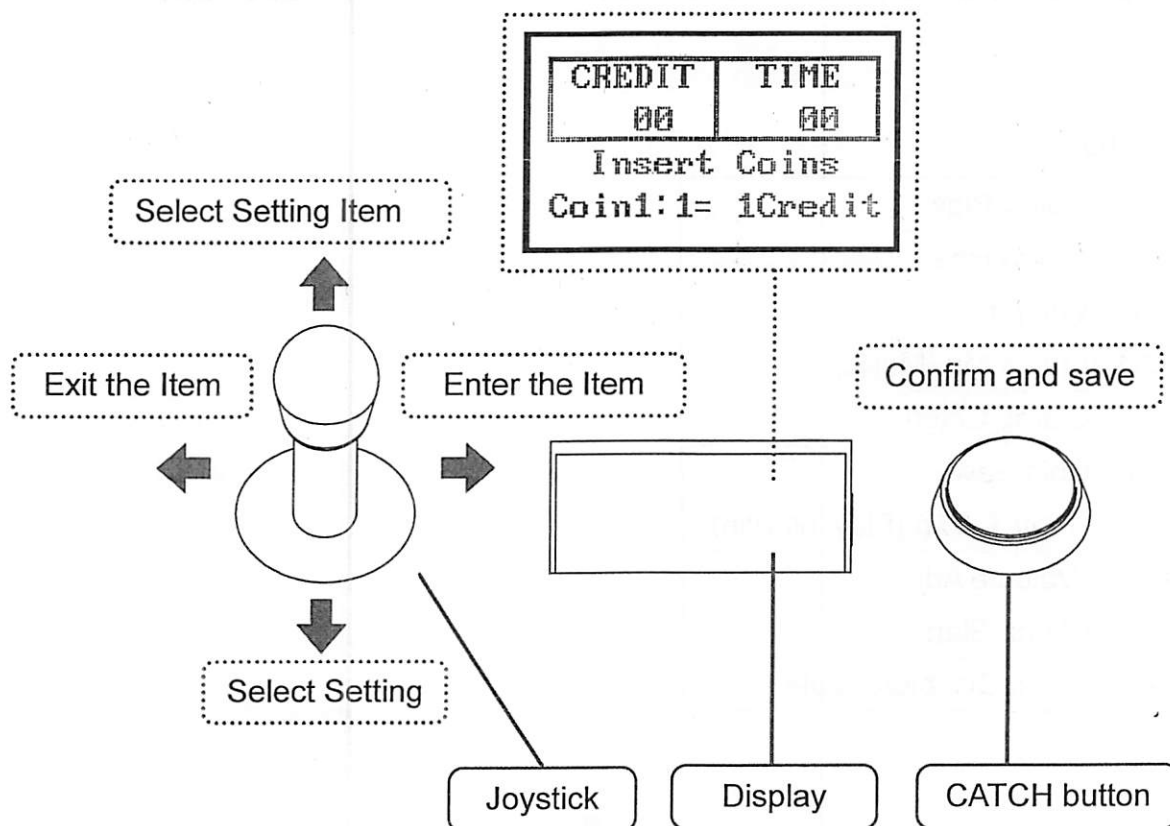 CREDIT TIME
00 00
Insert Coins
Coin1:1= 1Credit
Select Setting Item
Exit the Item
Enter the Item
Confirm and save
Select Setting
Joystick
Display
CATCH button